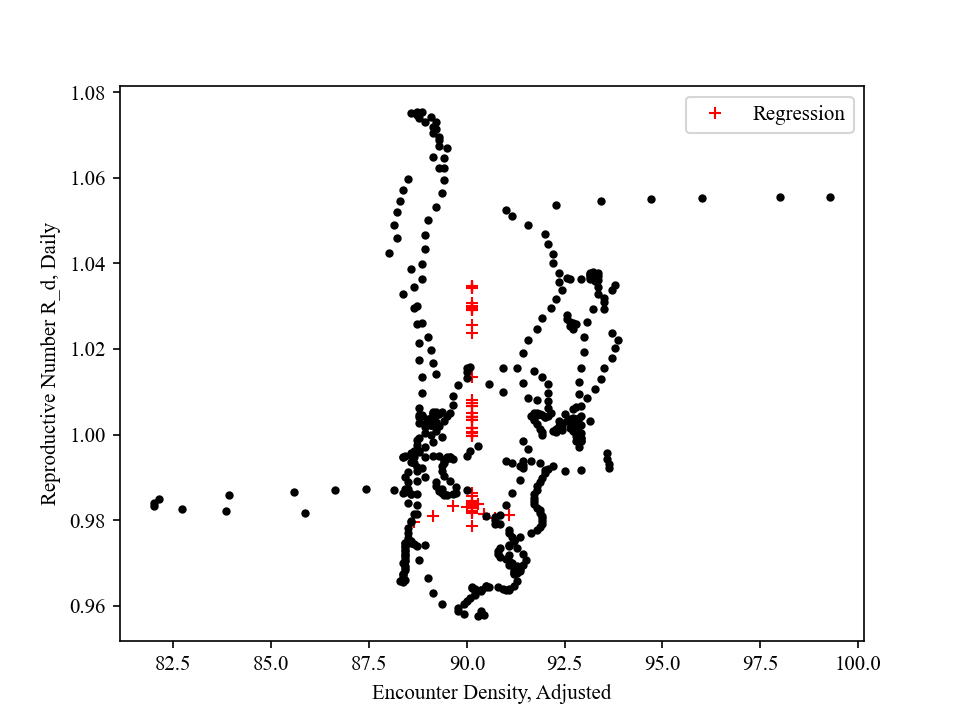 1.08
1.06
1.04
1.02
1.00
0.98
0.96
Reproductive Number R_d, Daily
Regression
82.5 85.0 87.5 90.0 92.5 95.0 97.5 100.0
Encounter Density, Adjusted